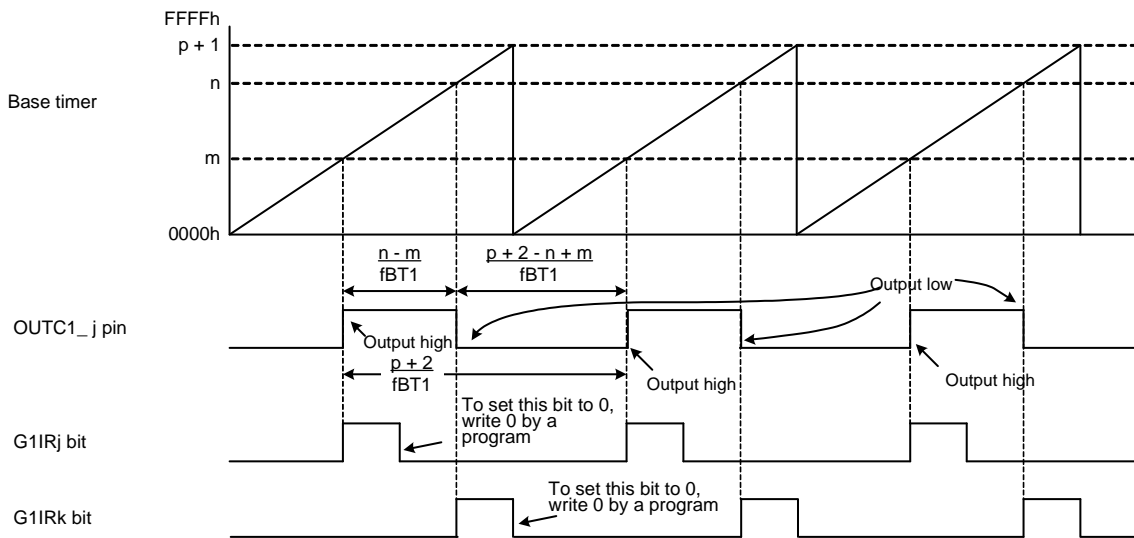 FFFFh
p + 1
n
Base timer
m
0000h
n - m
fBT1
p + 2 - n + m
fBT1
Output low
OUTC1_ j pin
Output high
p + 2
fBT1
Output high
Output high
To set this bit to 0,
write 0 by a
program
G1IRj bit
To set this bit to 0,
write 0 by a program
G1IRk bit